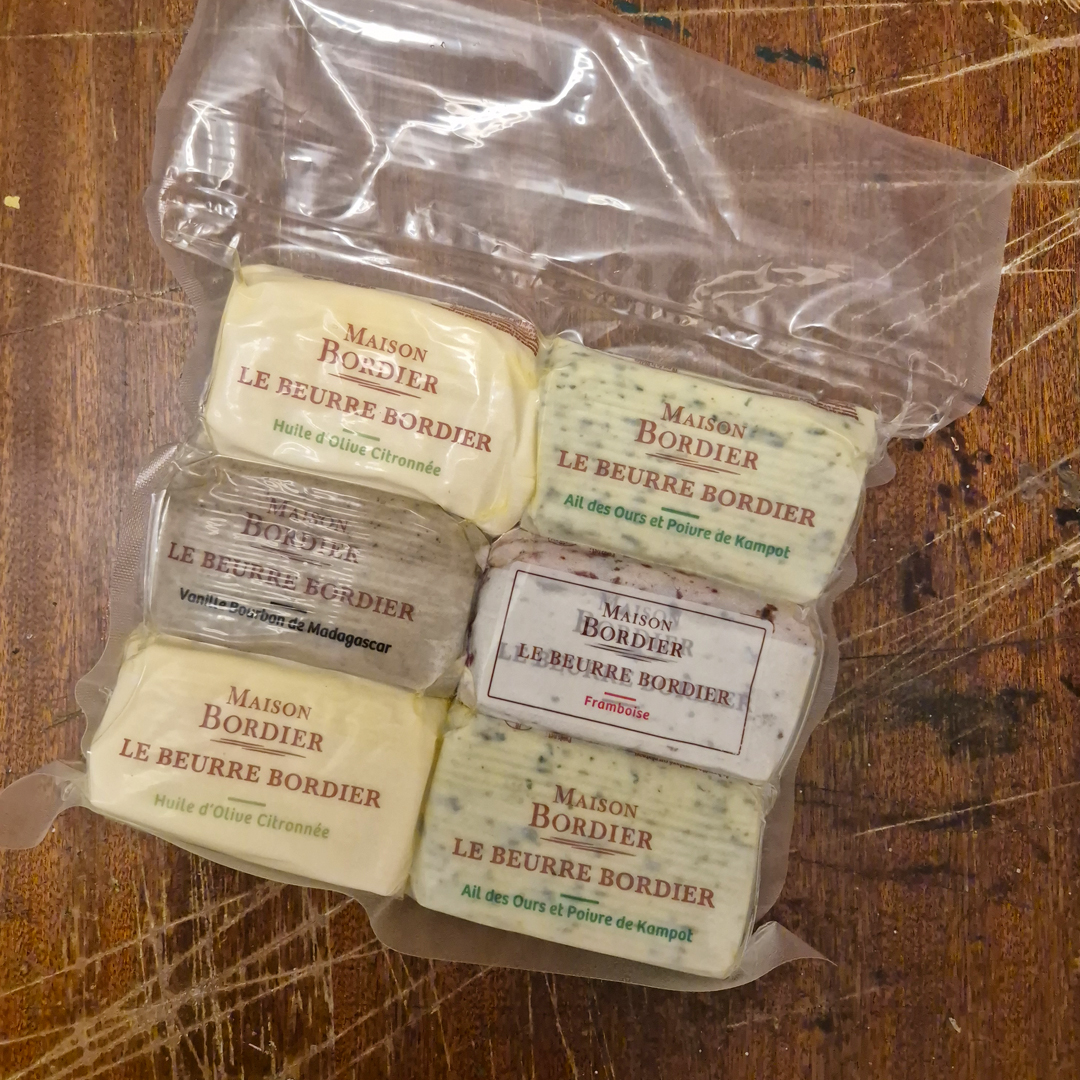 MAISON
BORDIER
LE BEURRE BORDIER
Huile d'Olive Citronnée
MAISON
BORDIER
LE BEURRE BORDIER
Ail des Ours et Poivre de Kampot
MAISON
BORDIER
LE BEURRE BORDIER
Vanille Bourbon de Madagascar
MAISON
BORDIER
LE BEURRE BORDIER
Framboise
MAISON
BORDIER
LE BEURRE BORDIER
Huile d'Olive Citronnée
MAISON
BORDIER
LE BEURRE BORDIER
Ail des Ours et Poivre de Kampot